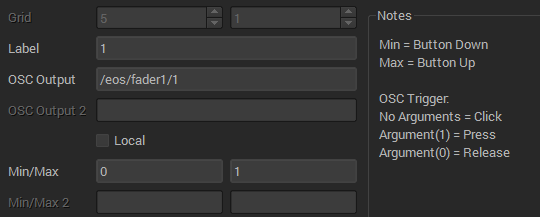 Grid 5 1
Label 1
OSC Output /eos/fader1/1
OSC Output 2
Local
Min/Max 0 1
Min/Max 2
Notes
Min = Button Down
Max = Button Up
OSC Trigger:
No Arguments = Click
Argument(1) = Press
Argument(0) = Release